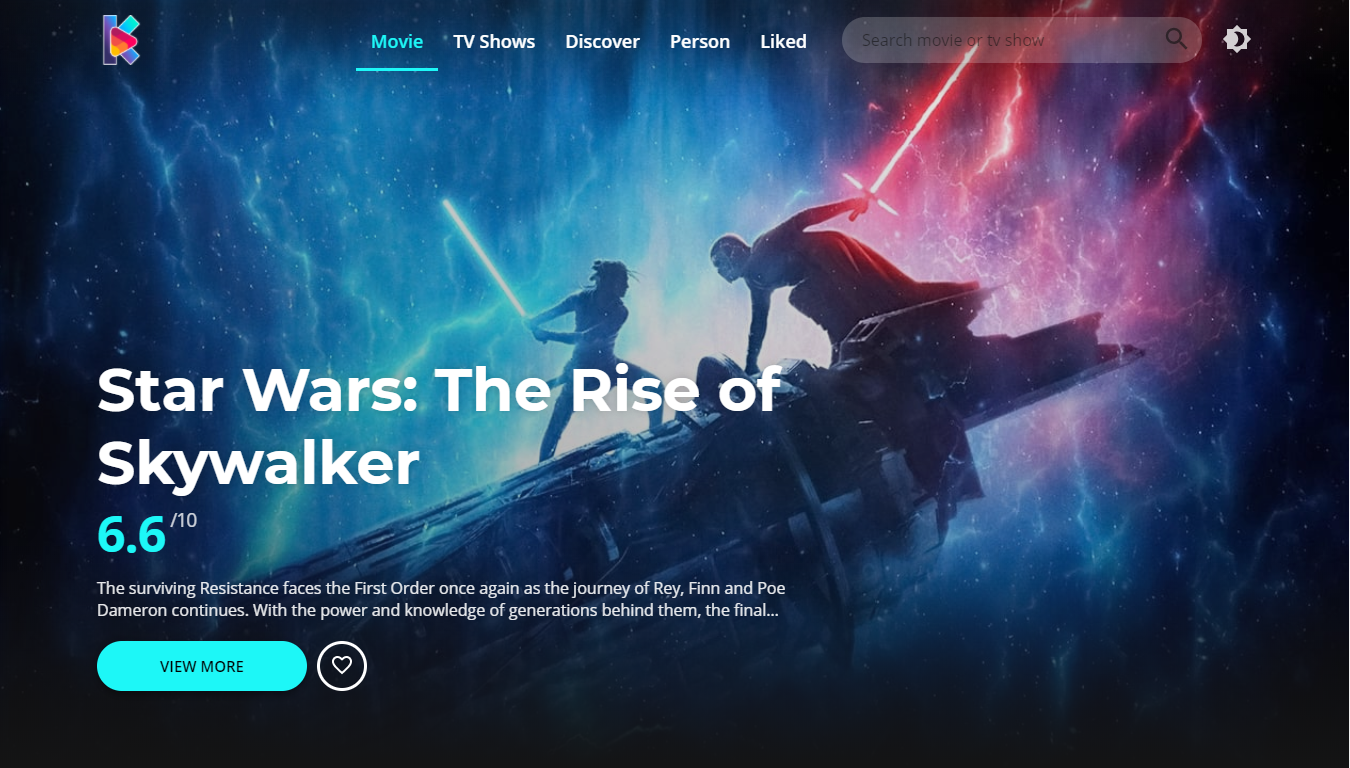 Movie TV Shows Discover Person Liked Search movie or tv show
Star Wars: The Rise of
Skywalker
6.6 /10
The surviving Resistance faces the First Order once again as the journey of Rey, Finn and Poe
Dameron continues. With the power and knowledge of generations behind them, the final...
VIEW MORE